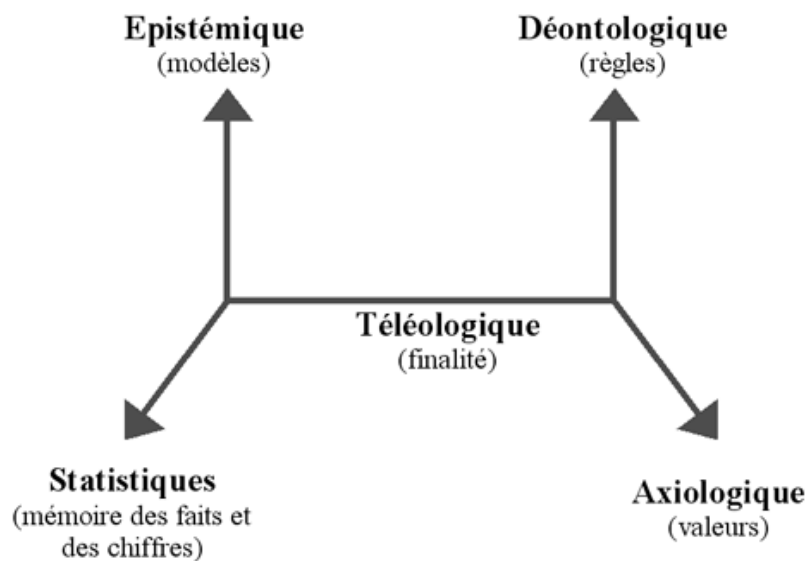 Epistémique
(modèles)
Déontologique
(règles)
Téléologique
(finalité)
Statistiques
(mémoire des faits et
des chiffres)
Axiologique
(valeurs)